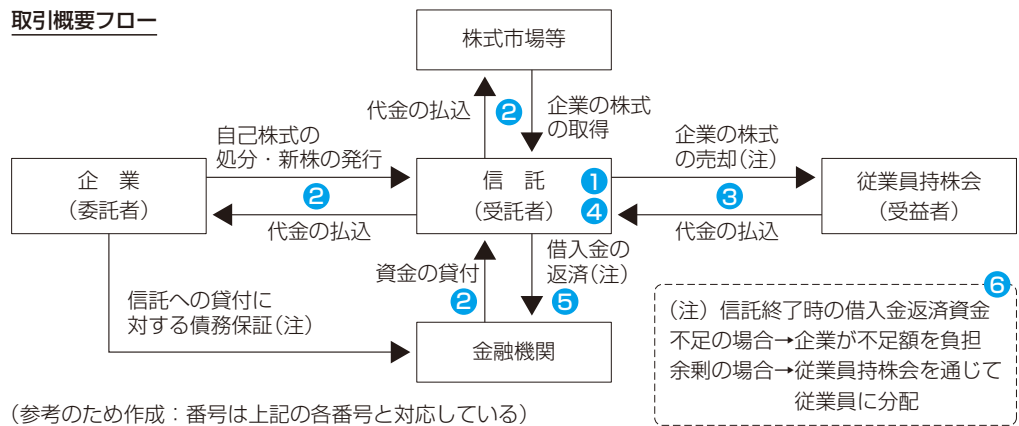 取引概要フロー
株式市場等
代金の払込
❷
企業の株式
の取得
自己株式の
処分・新株の発行
企業の株式
の売却(注)
企　業
(委託者)
❷
代金の払込
信　託
(受託者)
❶
❹
❸
代金の払込
従業員持株会
(受益者)
資金の貸付
❷
借入金の
返済(注)
❺
信託への貸付に
対する債務保証(注)
金融機関
❻
(注) 信託終了時の借入金返済資金
不足の場合→企業が不足額を負担
余剰の場合→従業員持株会を通じて
従業員に分配
(参考のため作成：番号は上記の各番号と対応している)